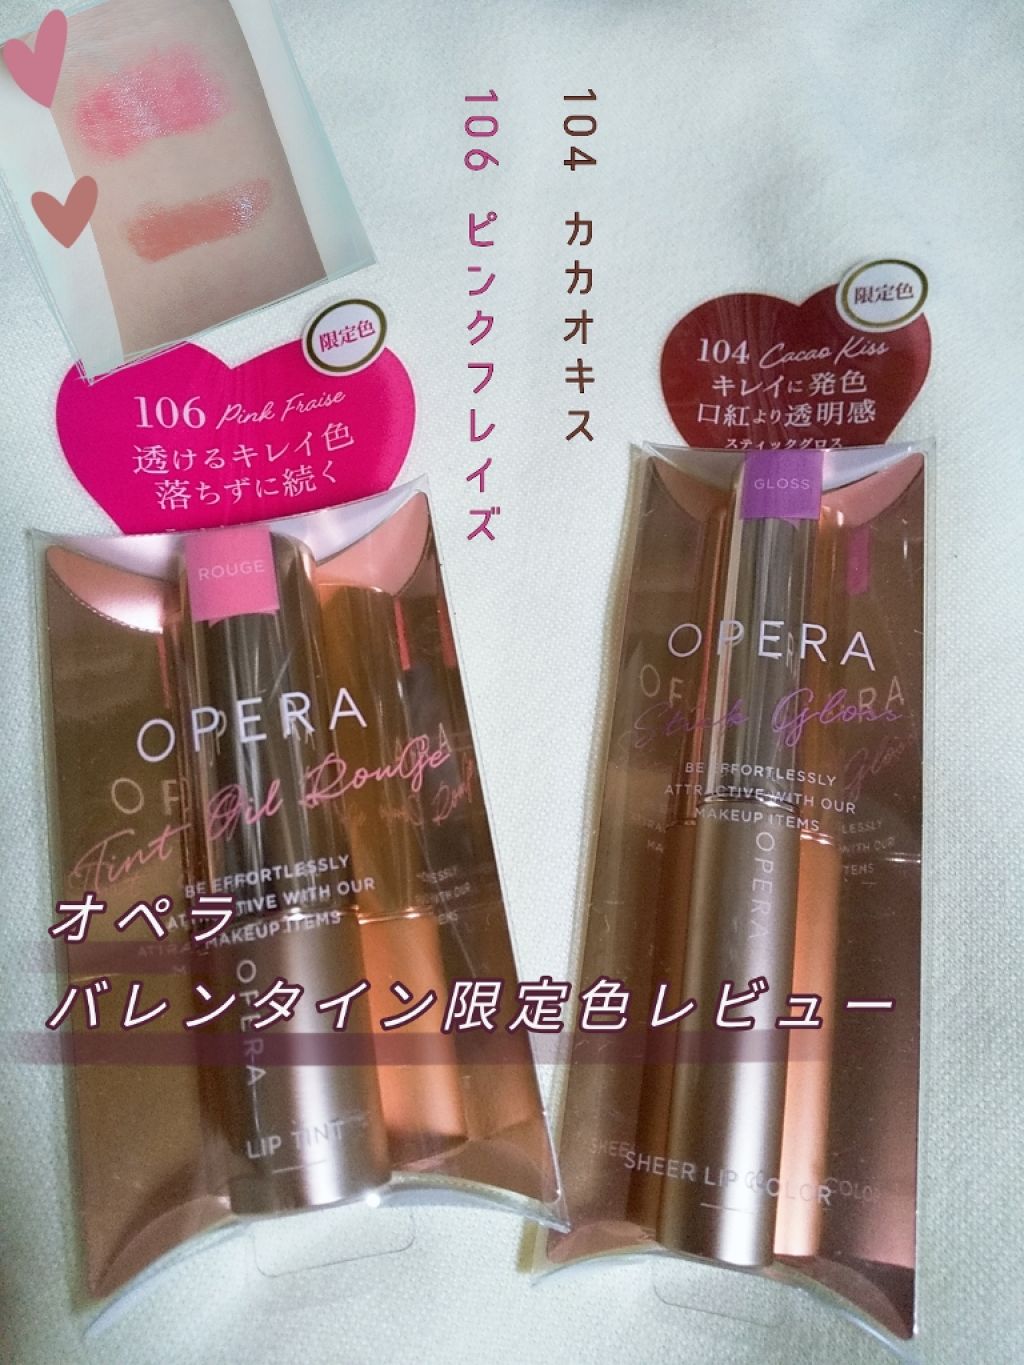 106 ピンクフレイズ
104 カカオキス
限定色
106 Pink Fraise
透けるキレイ色
落ちずに続く
限定色
104 Cacao Kiss
キレイに発色
口紅より透明感
スティックグロス
ROUGE
OPERA
Tint Oil Rouge
BE EFFORTLESSLY
ATTRACTIVE WITH OUR
MAKEUP ITEMS
OPERA
LIP TINT
GLOSS
OPERA
Stick Gloss
BE EFFORTLESSLY
ATTRACTIVE WITH OUR
MAKEUP ITEMS
OPERA
SHEER LIP COLOR
オペラ
バレンタイン限定色レビュー